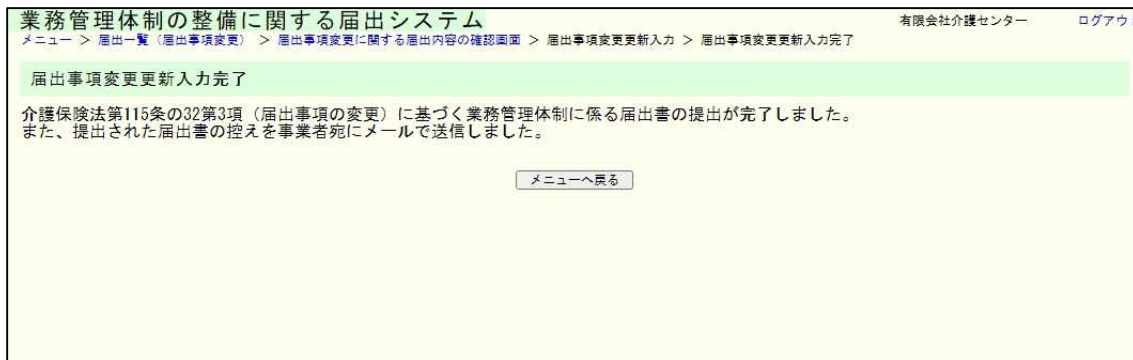 業務管理体制の整備に関する届出システム
有限会社介護センター ログアウト
メニュー > 届出一覧（届出事項変更） > 届出事項変更に関する届出内容の確認画面 > 届出事項変更更新入力 > 届出事項変更更新入力完了
届出事項変更更新入力完了
介護保険法第115条の32第3項（届出事項の変更）に基づく業務管理体制に係る届出書の提出が完了しました。
また、提出された届出書の控えを事業者宛にメールで送信しました。
メニューへ戻る